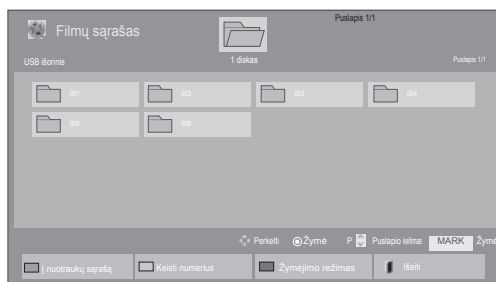 Puslapis 1/1
Filmų sąrašas
USB išorinis
1 diskas
Puslapis 1/1
001
002
003
004
005
006
Perkelti
Žymė
P
Puslapio keitimas
MARK
Žymė
Į nuotraukų sąrašą
Keisti numerius
Žymėjimo režimas
Išeiti